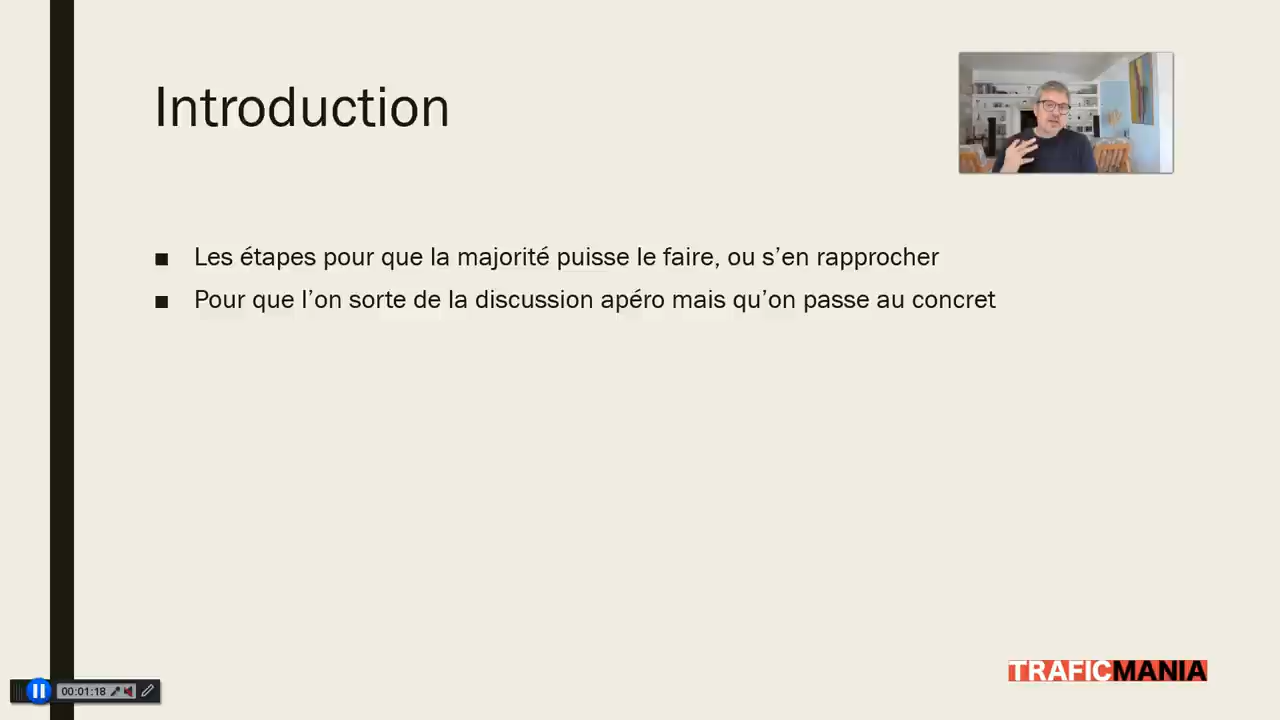 Introduction
Les étapes pour que la majorité puisse le faire, ou s’en rapprocher
Pour que l’on sorte de la discussion apéro mais qu’on passe au concret
00:01:18
TRAFICMANIA